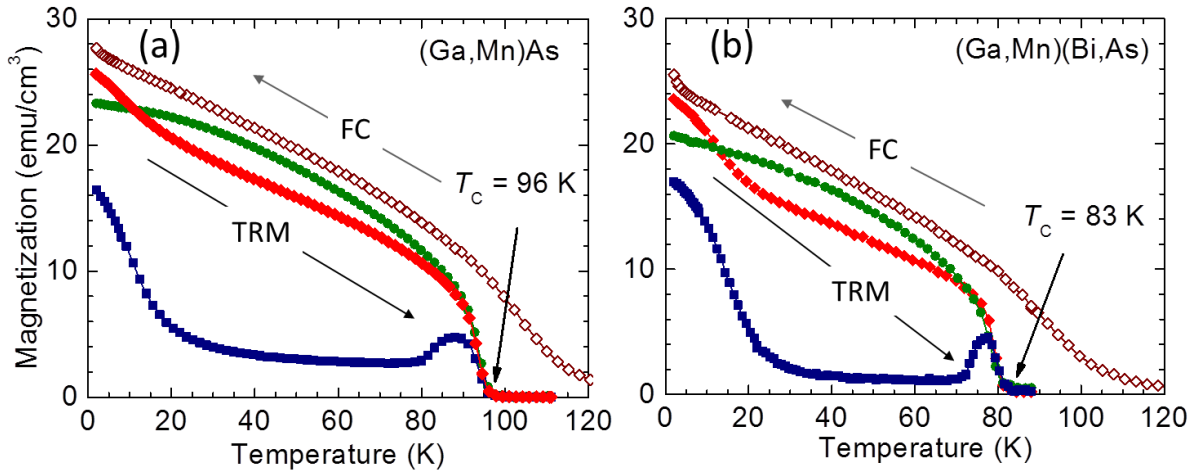 (a)
(Ga,Mn)As
FC
TRM
T_C = 96 K
Magnetization (emu/cm³)
30
20
10
0
0 20 40 60 80 100 120
Temperature (K)
(b)
(Ga,Mn)(Bi,As)
FC
TRM
T_C = 83 K
30
20
10
0
0 20 40 60 80 100 120
Temperature (K)